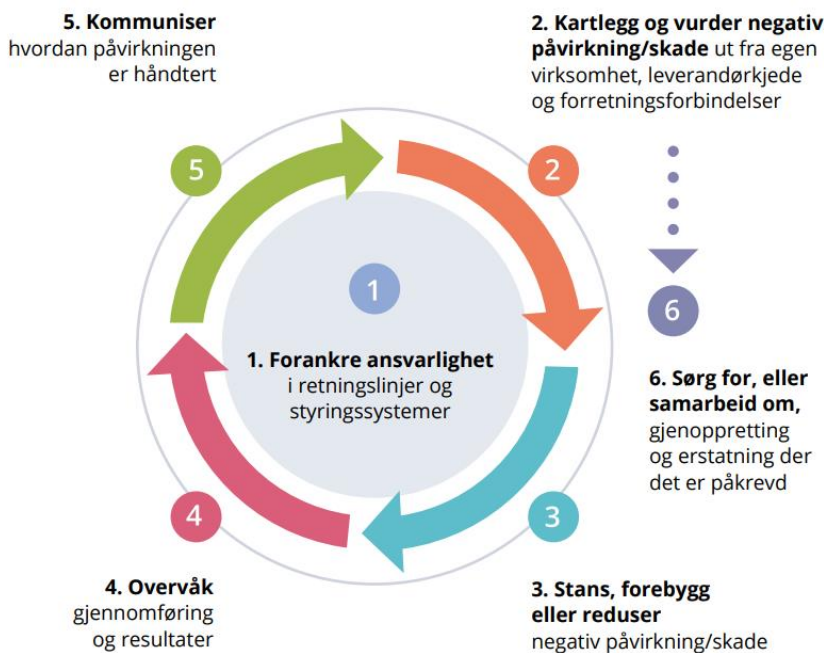 5. Kommuniser
hvordan påvirkningen
er håndtert
2. Kartlegg og vurder negativ
påvirkning/skade ut fra egen
virksomhet, leverandørkjede
og forretningsforbindelser
5
2
1
6
1. Forankre ansvarlighet
i retningslinjer og
styringssystemer
6. Sørg for, eller
samarbeid om,
gjenoppretting
og erstatning der
det er påkrevd
4
3
4. Overvåk
gjennomføring
og resultater
3. Stans, forebygg
eller reduser
negativ påvirkning/skade